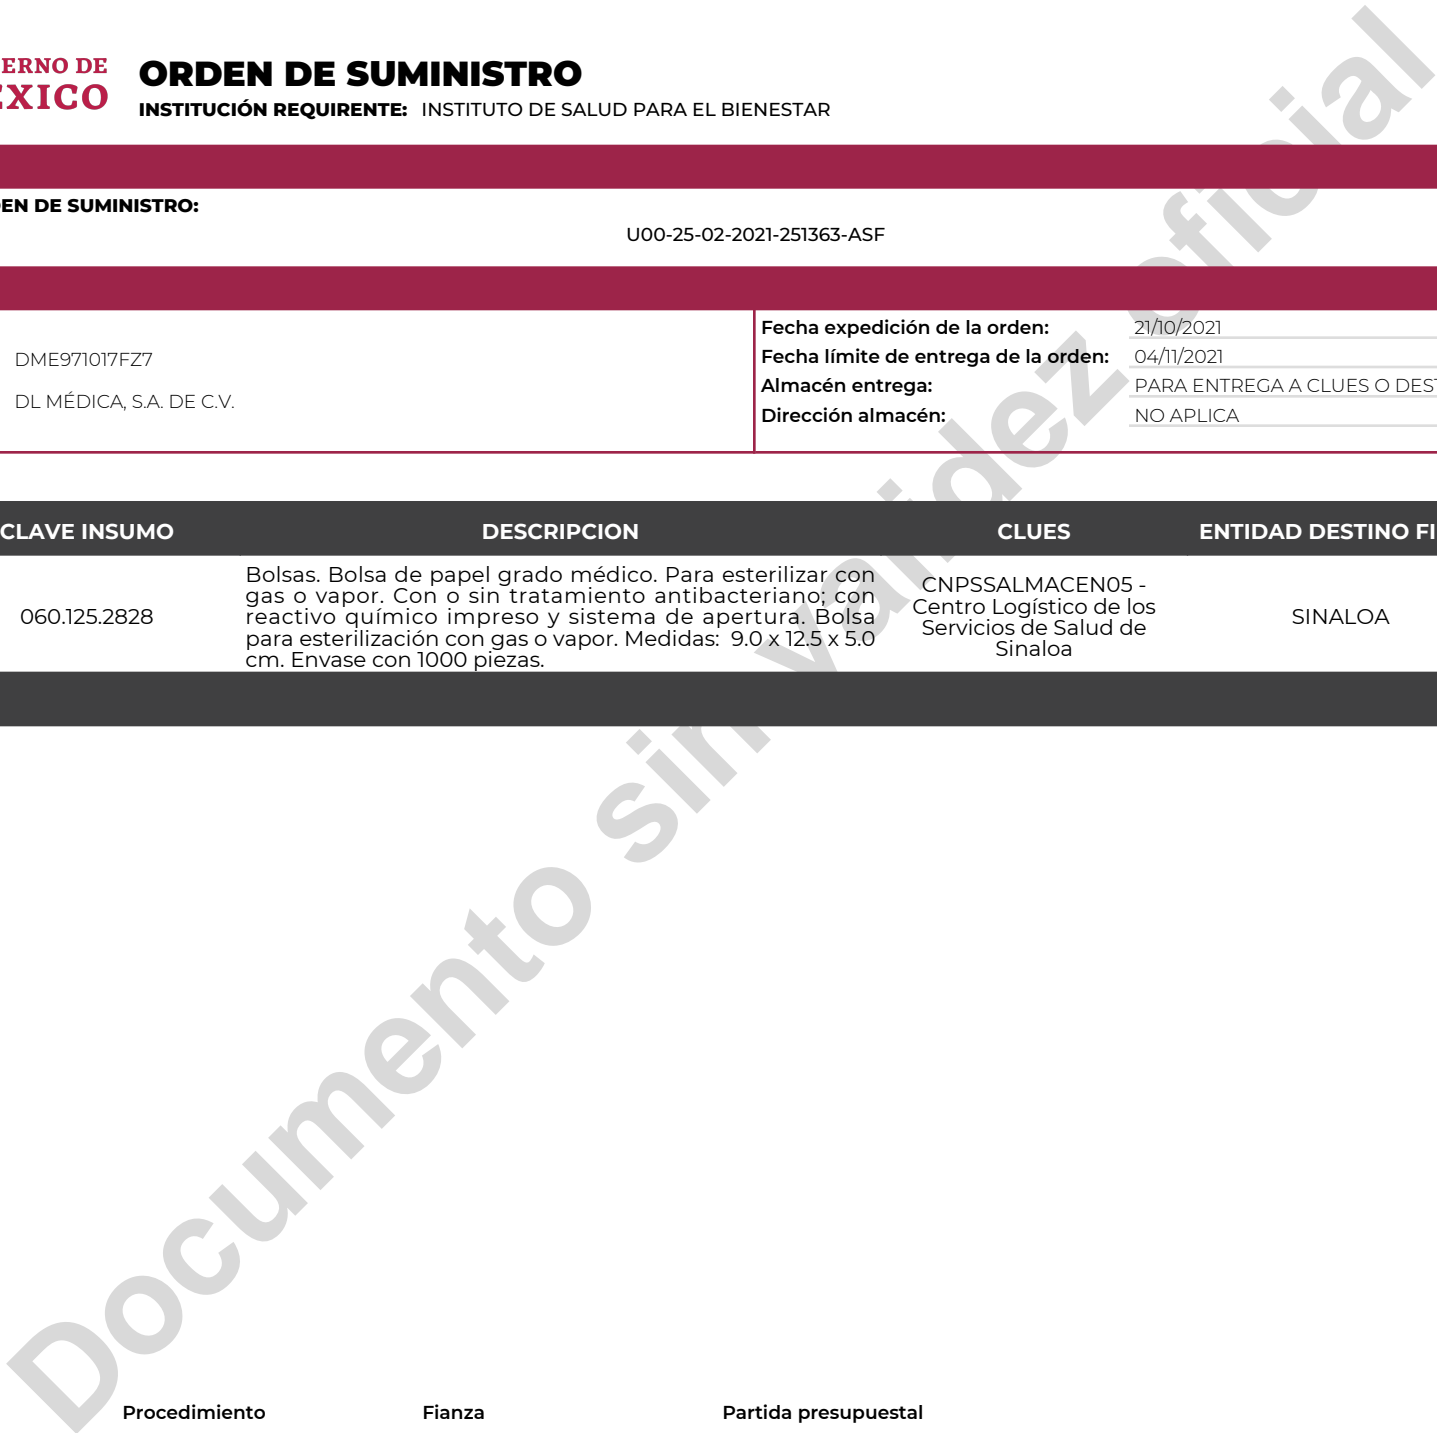 ERNO DE
EXICO
ORDEN DE SUMINISTRO
INSTITUCIÓN REQUIRENTE: INSTITUTO DE SALUD PARA EL BIENESTAR
EN DE SUMINISTRO:
U00-25-02-2021-251363-ASF
DME971017FZ7
DL MÉDICA, S.A. DE C.V.
Fecha expedición de la orden: 21/10/2021
Fecha límite de entrega de la orden: 04/11/2021
Almacén entrega: PARA ENTREGA A CLUES O DEST
Dirección almacén: NO APLICA
CLAVE INSUMO DESCRIPCION CLUES ENTIDAD DESTINO FI
060.125.2828
Bolsas. Bolsa de papel grado médico. Para esterilizar con
gas o vapor. Con o sin tratamiento antibacteriano; con
reactivo químico impreso y sistema de apertura. Bolsa
para esterilización con gas o vapor. Medidas: 9.0 x 12.5 x 5.0
cm. Envase con 1000 piezas.
CNPSSALMACEN05 -
Centro Logístico de los
Servicios de Salud de
Sinaloa
SINALOA
Documento sin validez oficial
Procedimiento Fianza Partida presupuestal